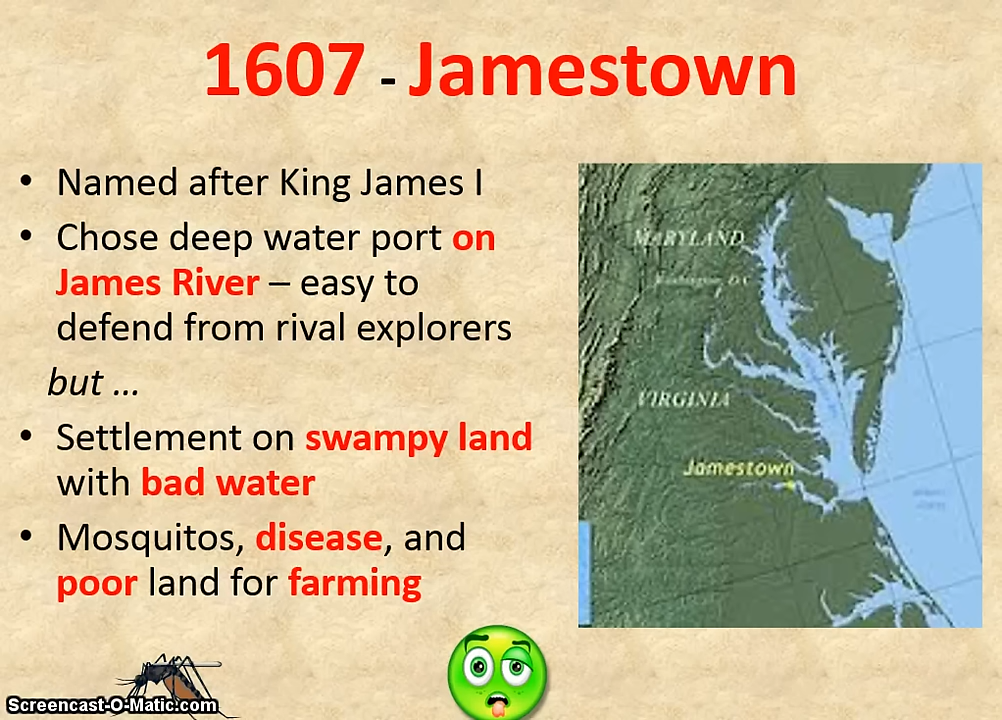 1607 - Jamestown
• Named after King James I
• Chose deep water port on
James River – easy to
defend from rival explorers
but …
• Settlement on swampy land
with bad water
• Mosquitos, disease, and
poor land for farming
MARYLAND
Washington, D.C.
VIRGINIA
Jamestown
Screencast-O-Matic.com